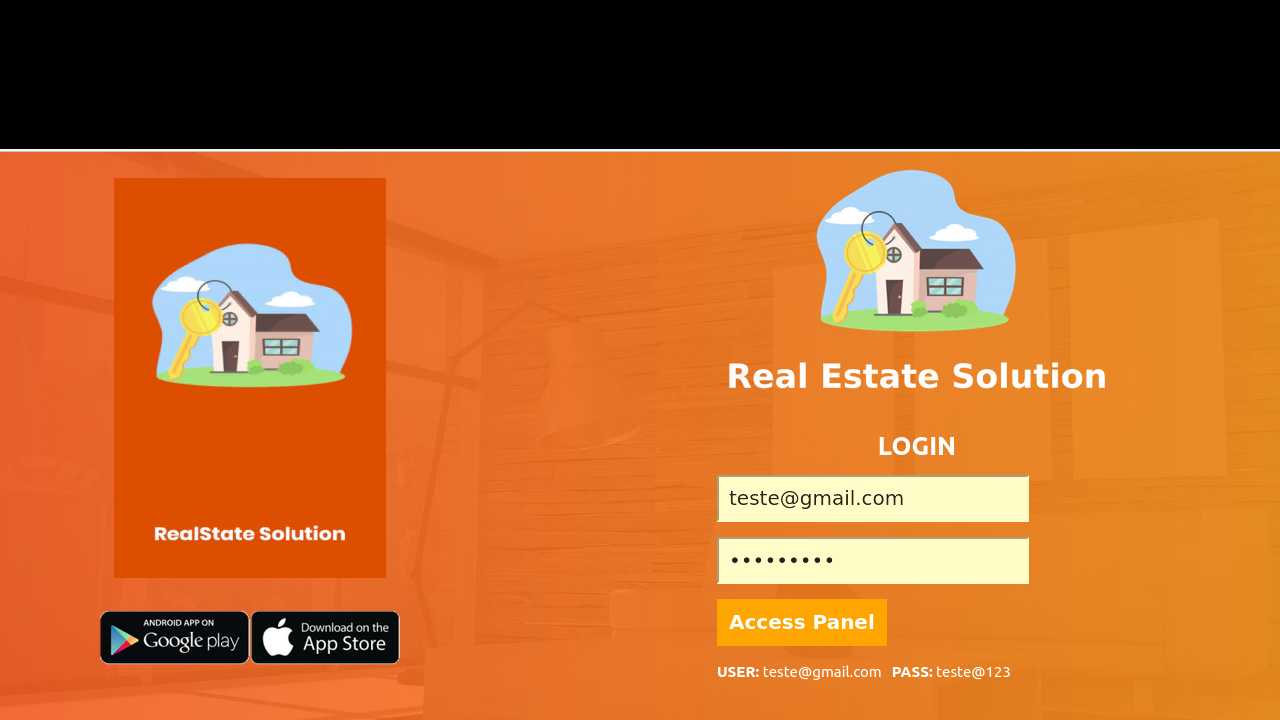 RealState Solution
ANDROID APP ON
Google play
Download on the
App Store
Real Estate Solution
LOGIN
teste@gmail.com
•••••••••
Access Panel
USER: teste@gmail.com PASS: teste@123